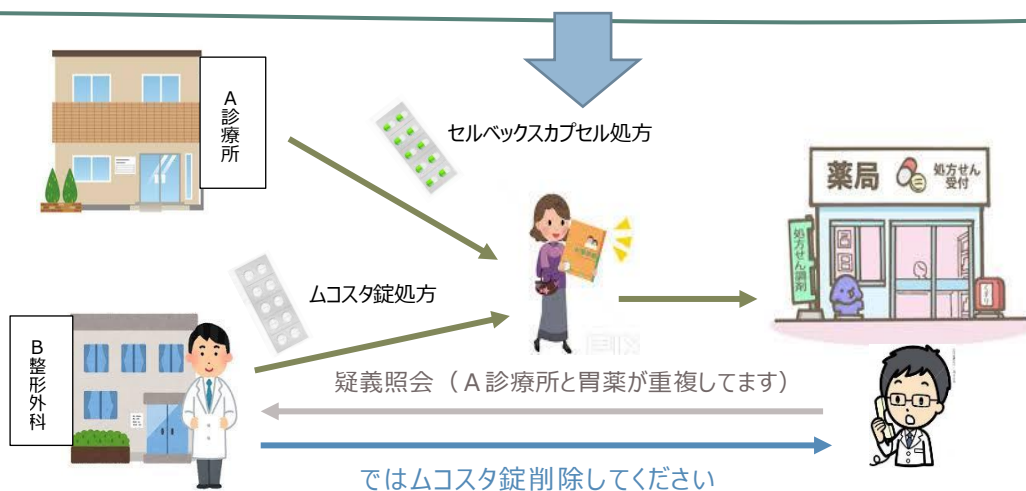 A診療所
セルベックスカプセル処方
薬局
処方せん
受付
処方せん調剤
ムコスタ錠処方
B整形外科
疑義照会（A診療所と胃薬が重複してます）
ではムコスタ錠削除してください